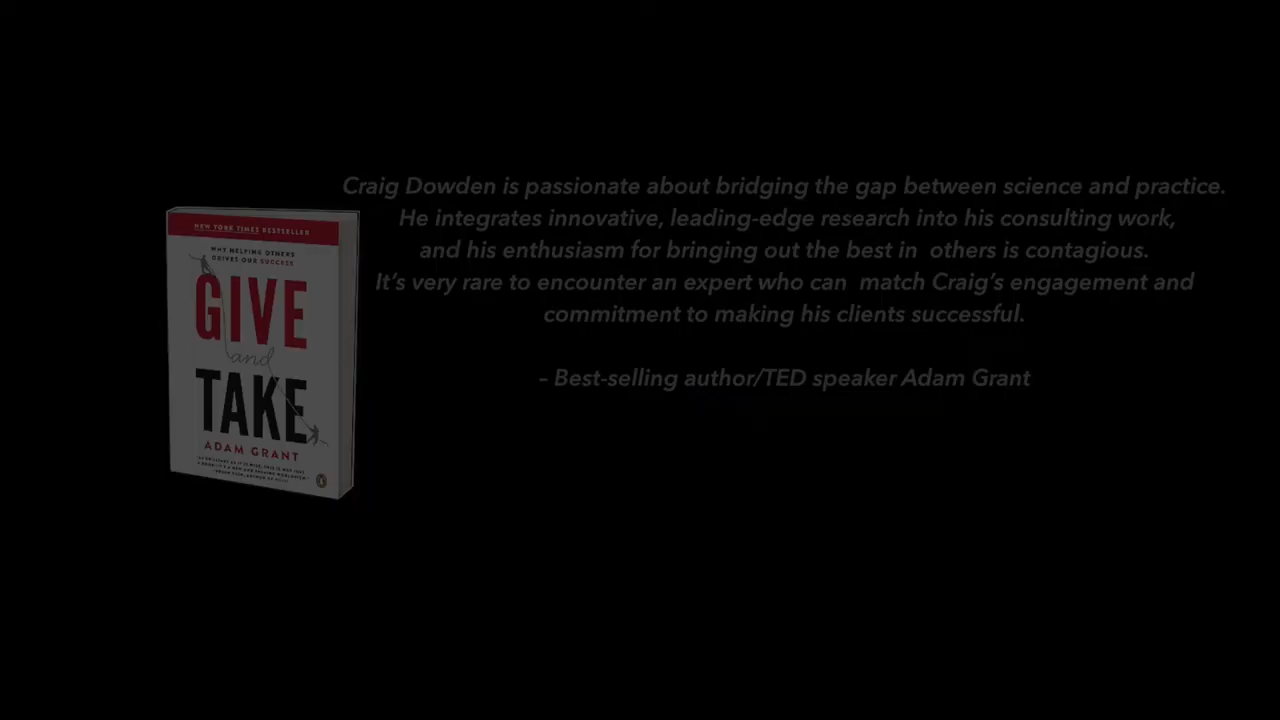 Craig Dowden is passionate about bridging the gap between science and practice.
He integrates innovative, leading-edge research into his consulting work,
and his enthusiasm for bringing out the best in others is contagious.
It’s very rare to encounter an expert who can match Craig’s engagement and
commitment to making his clients successful.
– Best-selling author/TED speaker Adam Grant
NEW YORK TIMES BESTSELLER
WHY HELPING OTHERS
DRIVES OUR SUCCESS
GIVE
and
TAKE
ADAM GRANT